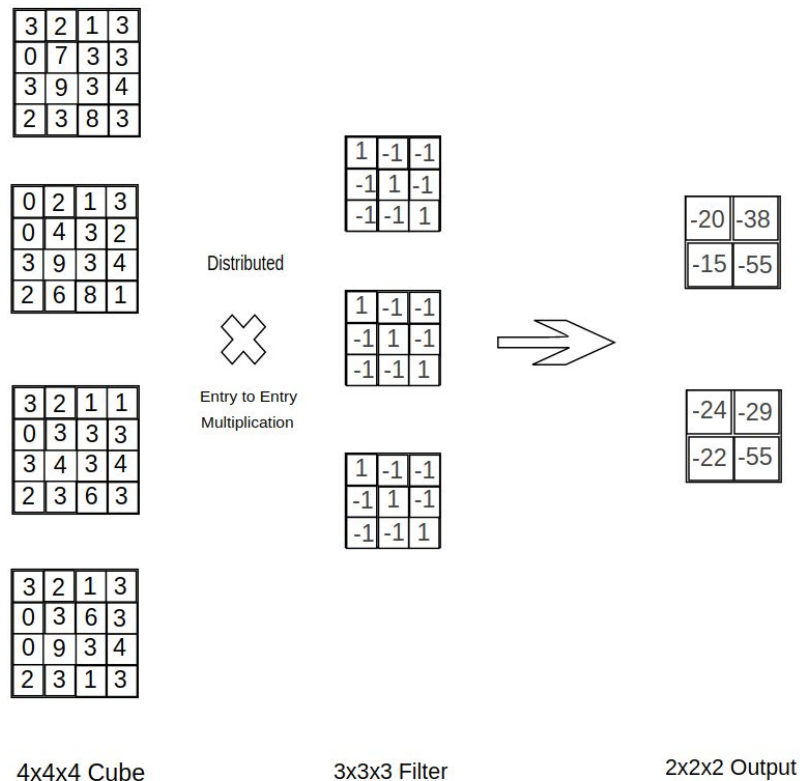 3 2 1 3
0 7 3 3
3 9 3 4
2 3 8 3
0 2 1 3
0 4 3 2
3 9 3 4
2 6 8 1
3 2 1 1
0 3 3 3
3 4 3 4
2 3 6 3
3 2 1 3
0 3 6 3
0 9 3 4
2 3 1 3
4x4x4 Cube
Distributed
Entry to Entry
Multiplication
1 -1 -1
-1 1 -1
-1 -1 1
1 -1 -1
-1 1 -1
-1 -1 1
1 -1 -1
-1 1 -1
-1 -1 1
3x3x3 Filter
-20 -38
-15 -55
-24 -29
-22 -55
2x2x2 Output